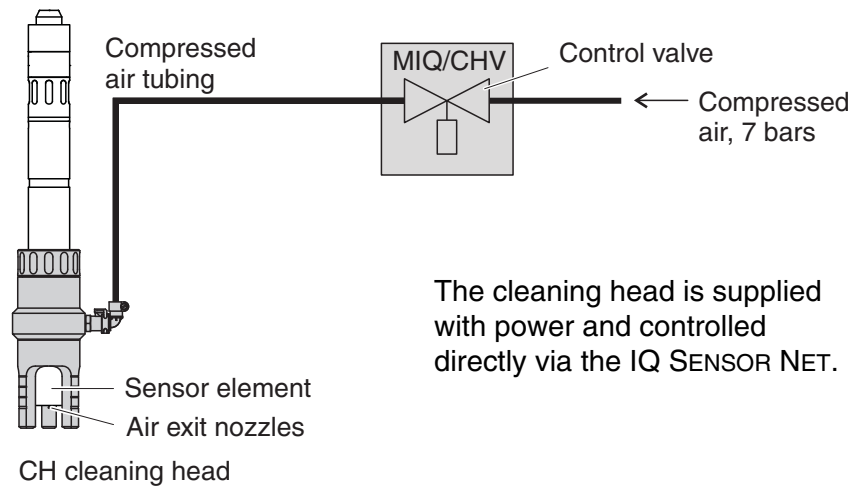 Compressed
air tubing
MIQ/CHV
Control valve
Compressed
air, 7 bars
The cleaning head is supplied
with power and controlled
directly via the IQ SENSOR NET.
Sensor element
Air exit nozzles
CH cleaning head